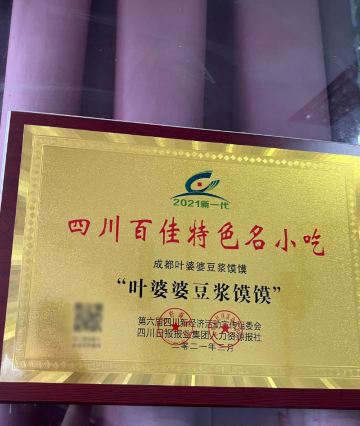 2021新一代
四川百佳特色名小吃
成都叶婆婆豆浆馍馍
“叶婆婆豆浆馍馍”
第六届四川新经济活动宣传组委会
四川日报报业集团人力资源报社
二〇二一年三月